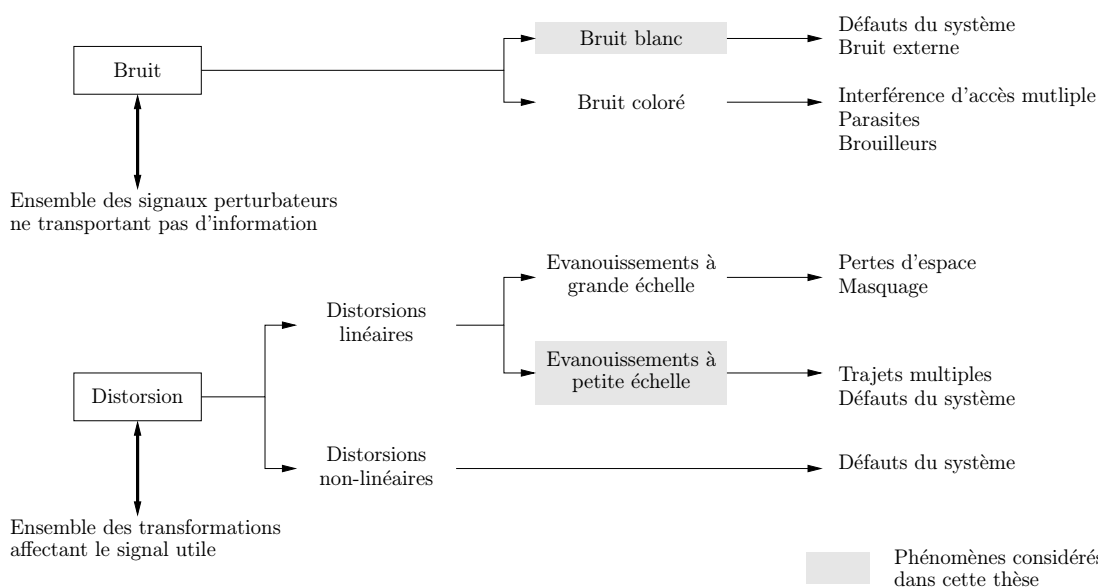 Bruit
Bruit blanc
Défauts du système
Bruit externe
Bruit coloré
Interférence d'accès mutliple
Parasites
Brouilleurs
Ensemble des signaux perturbateurs
ne transportant pas d'information
Evanouissements à
grande échelle
Pertes d'espace
Masquage
Distorsions
linéaires
Evanouissements à
petite échelle
Trajets multiples
Défauts du système
Distorsion
Distorsions
non-linéaires
Défauts du système
Ensemble des transformations
affectant le signal utile
Phénomènes considérés
dans cette thèse